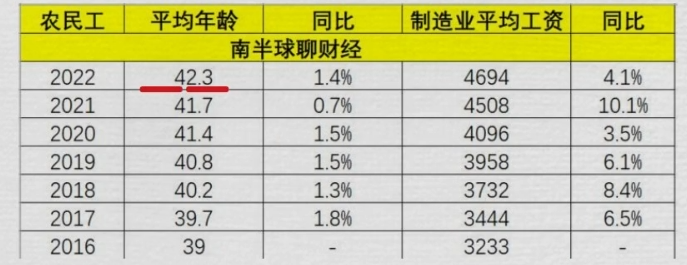 农民工 平均年龄 同比 制造业平均工资 同比
南半球聊财经
2022 42.3 1.4% 4694 4.1%
2021 41.7 0.7% 4508 10.1%
2020 41.4 1.5% 4096 3.5%
2019 40.8 1.5% 3958 6.1%
2018 40.2 1.3% 3732 8.4%
2017 39.7 1.8% 3444 6.5%
2016 39 - 3233 -